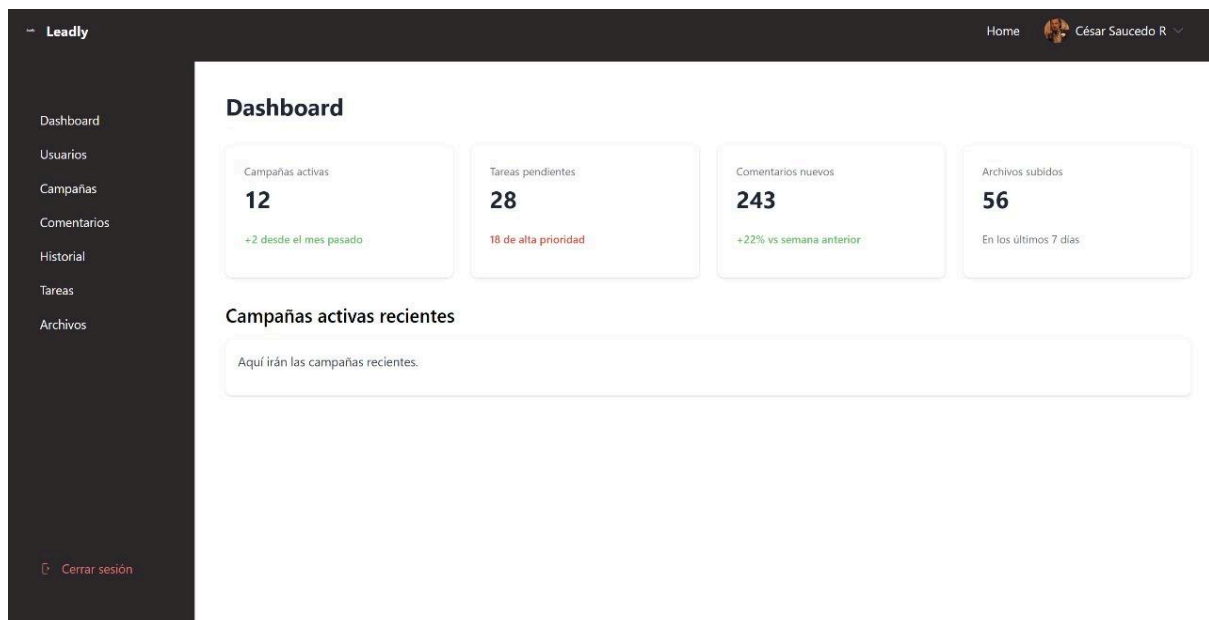 Leadly
Home
César Saucedo R
Dashboard
Usuarios
Campañas
Comentarios
Historial
Tareas
Archivos
Cerrar sesión
Dashboard
Campañas activas
12
+2 desde el mes pasado
Tareas pendientes
28
18 de alta prioridad
Comentarios nuevos
243
+22% vs semana anterior
Archivos subidos
56
En los últimos 7 días
Campañas activas recientes
Aquí irán las campañas recientes.